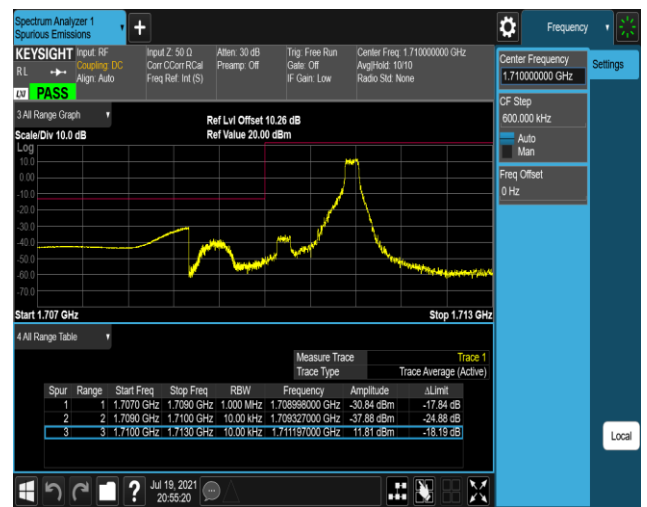 Spectrum Analyzer 1
Spurious Emissions
+
Frequency
KEYSIGHT
RL
Align: Auto
LXI PASS
Input: RF
Coupling: DC
Input Z: 50 Ω
Corr CCorr RCal
Freq Ref: Int (S)
Atten: 30 dB
Preamp: Off
Trig: Free Run
Gate: Off
IF Gain: Low
Center Freq: 1.710000000 GHz
Avg|Hold: 10/10
Radio Std: None
Center Frequency
1.710000000 GHz
Settings
CF Step
600.000 kHz
Auto
Man
Freq Offset
0 Hz
Local
3 All Range Graph
Scale/Div 10.0 dB
Ref Lvl Offset 10.26 dB
Ref Value 20.00 dBm
Log
10.0
0.00
-10.0
-20.0
-30.0
-40.0
-50.0
-60.0
-70.0
Start 1.707 GHz
Stop 1.713 GHz
4 All Range Table
Measure Trace Trace 1
Trace Type Trace Average (Active)
Spur Range Start Freq Stop Freq RBW Frequency Amplitude ΔLimit
1 1 1.7070 GHz 1.7090 GHz 1.000 MHz 1.708998000 GHz -30.84 dBm -17.84 dB
2 2 1.7090 GHz 1.7100 GHz 10.00 kHz 1.709327000 GHz -37.88 dBm -24.88 dB
3 3 1.7100 GHz 1.7130 GHz 10.00 kHz 1.711197000 GHz 11.81 dBm -18.19 dB
?
Jul 19, 2021
20:55:20